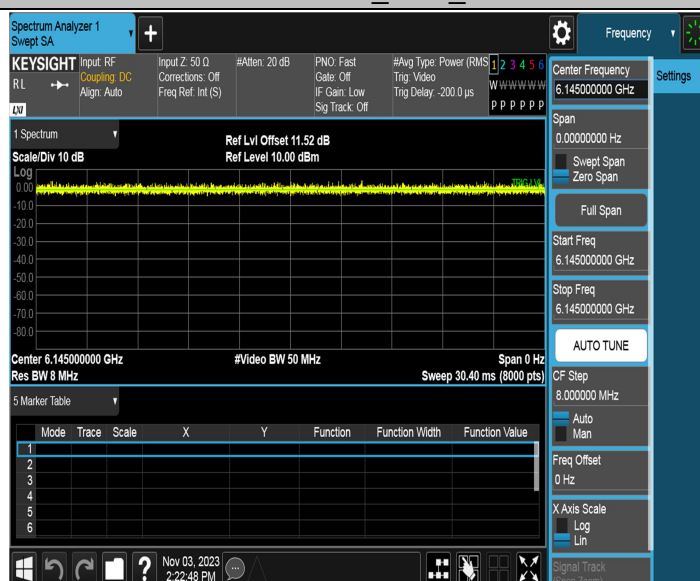 Spectrum Analyzer 1
Swept SA
Frequency
KEYSIGHT
RL
LXI
Input: RF
Coupling: DC
Align: Auto
Input Z: 50 Ω
Corrections: Off
Freq Ref: Int (S)
#Atten: 20 dB
PNO: Fast
Gate: Off
IF Gain: Low
Sig Track: Off
#Avg Type: Power (RMS
Trig: Video
Trig Delay: -200.0 µs
1 2 3 4 5 6
W W W W W W
P P P P P P
Center Frequency
6.145000000 GHz
Settings
Span
0.00000000 Hz
Swept Span
Zero Span
Full Span
Start Freq
6.145000000 GHz
Stop Freq
6.145000000 GHz
AUTO TUNE
CF Step
8.000000 MHz
Auto
Man
Freq Offset
0 Hz
X Axis Scale
Log
Lin
Signal Track
(Span Zoom)
1 Spectrum
Scale/Div 10 dB
Ref Lvl Offset 11.52 dB
Ref Level 10.00 dBm
Log
TRIG LVL
0.00
-10.0
-20.0
-30.0
-40.0
-50.0
-60.0
-70.0
-80.0
Center 6.145000000 GHz
#Video BW 50 MHz
Span 0 Hz
Res BW 8 MHz
Sweep 30.40 ms (8000 pts)
5 Marker Table
Mode Trace Scale X Y Function Function Width Function Value
1
2
3
4
5
6
?
Nov 03, 2023
2:22:48 PM